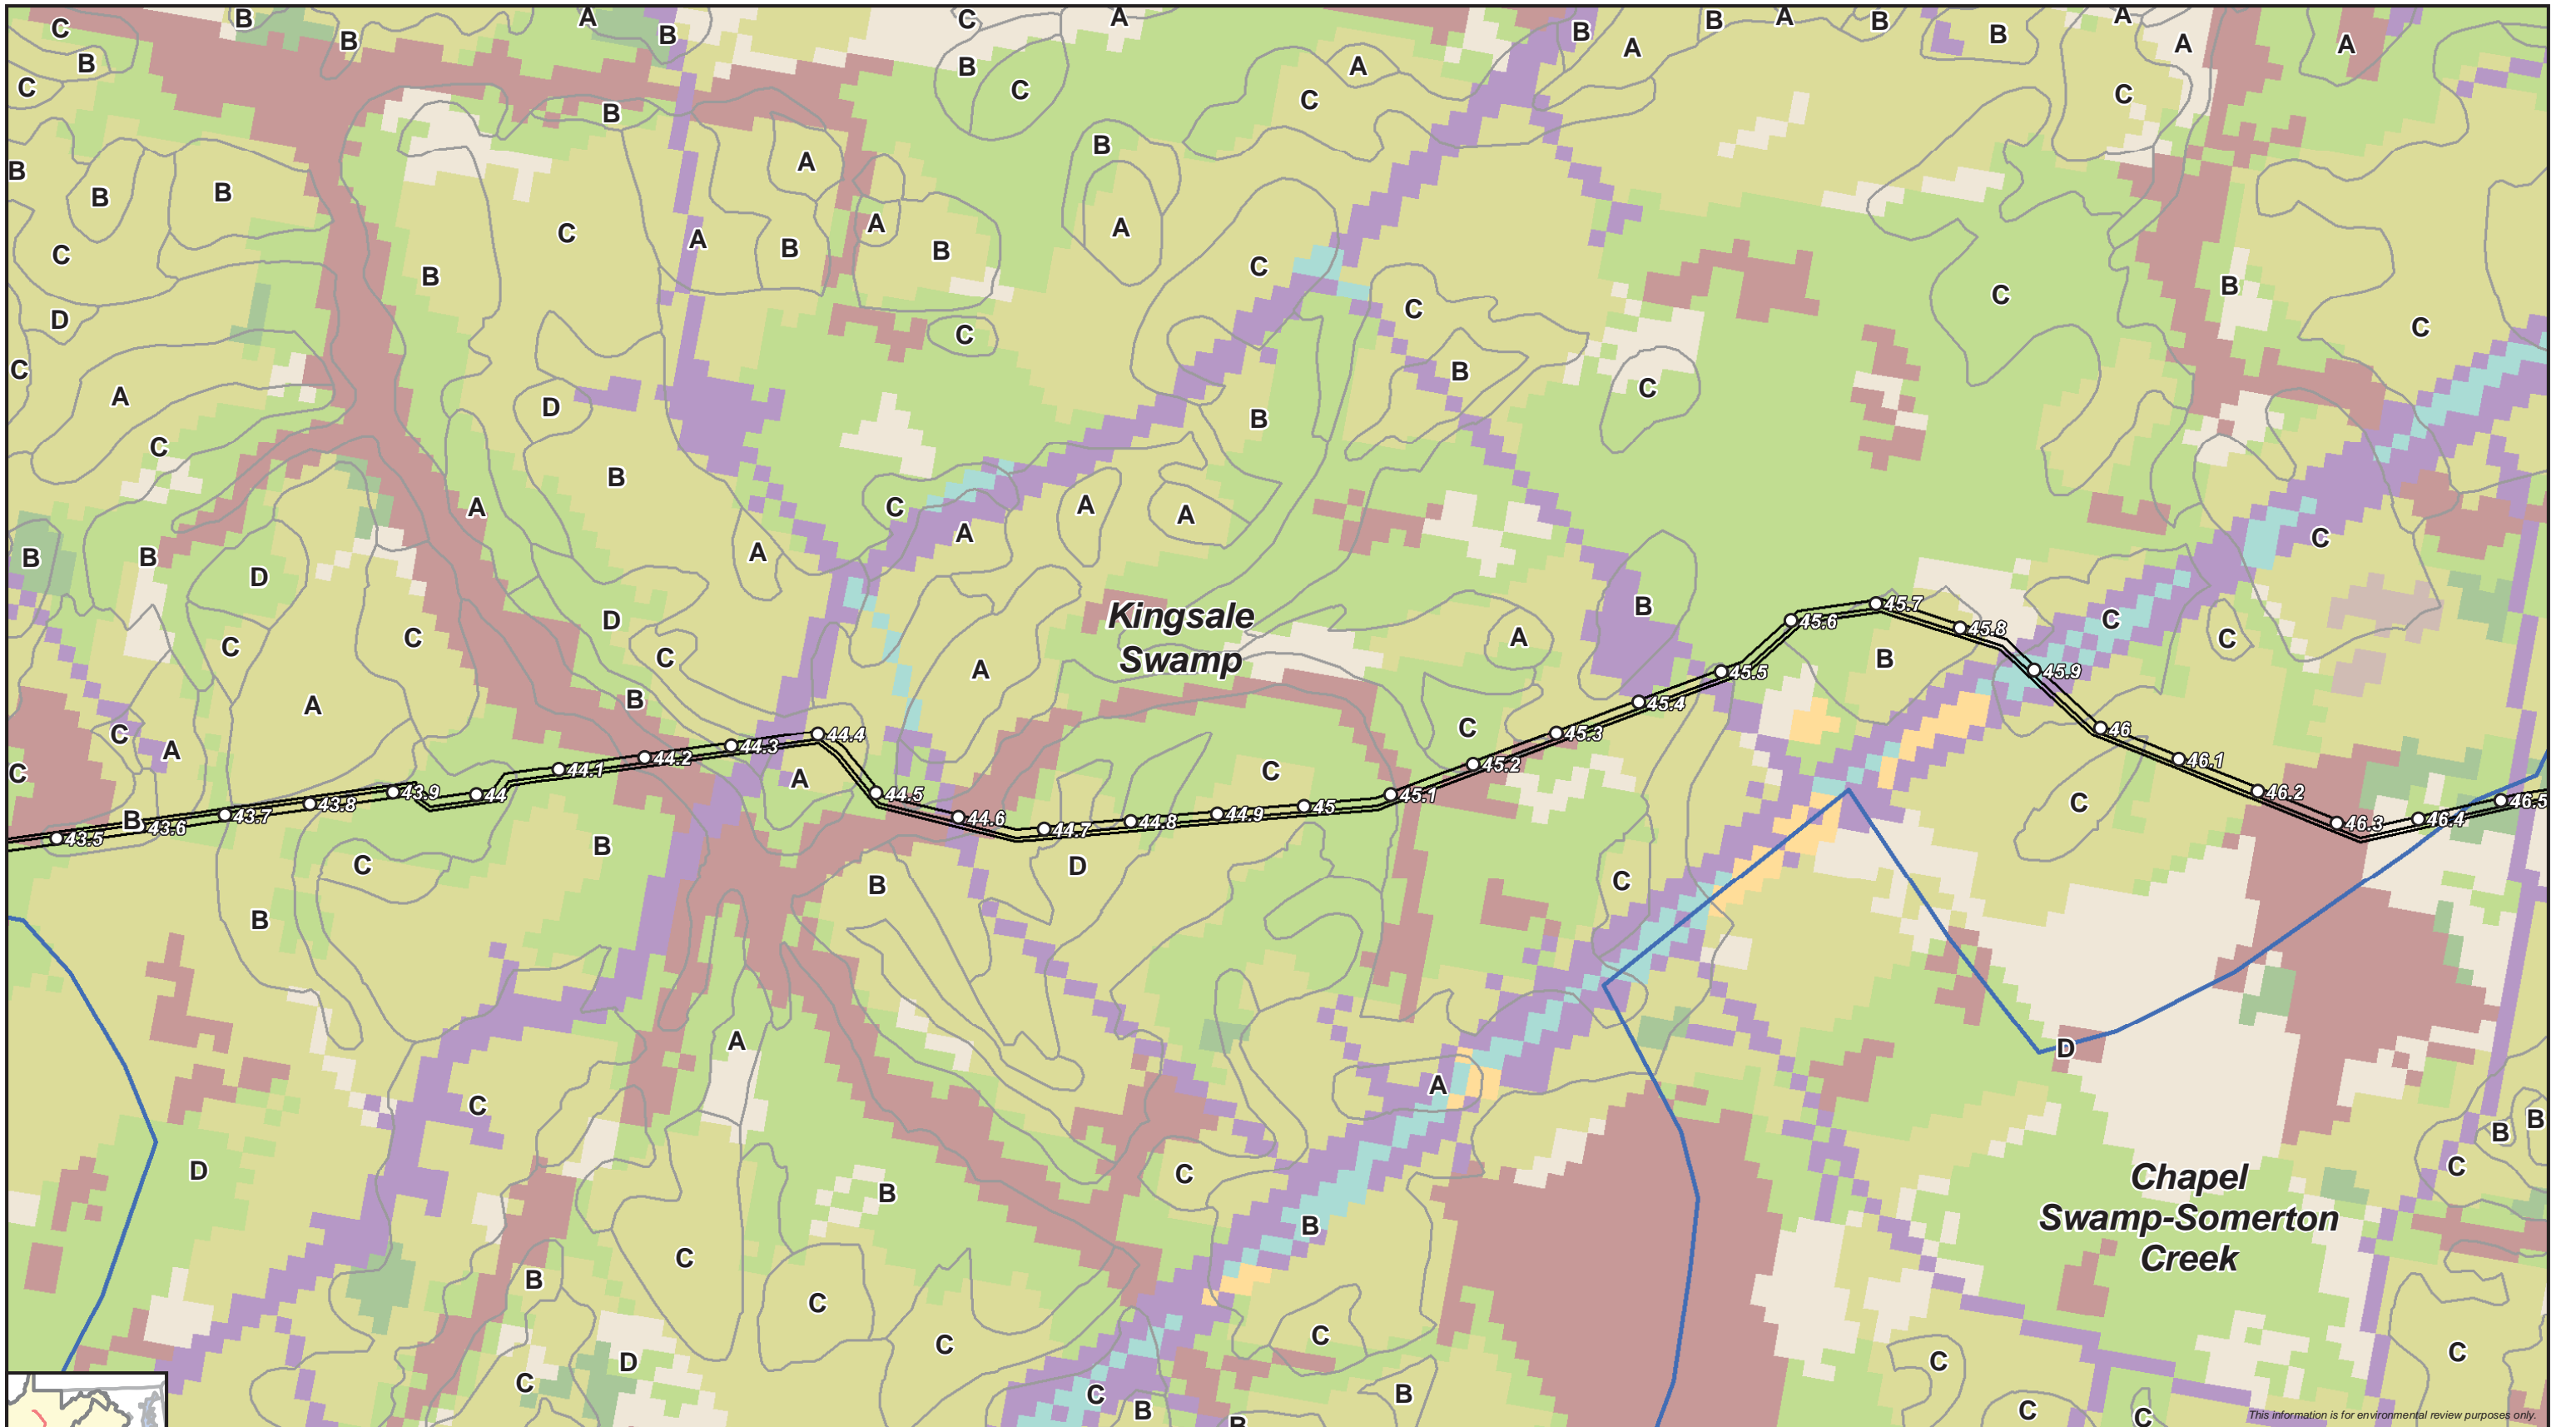 C B B A B C A B B A B A B A A
B B C C A A C
C B B C B A B C A C
B B B A B A B A C C B
C D C C C B C
C A D B B C
C B A C A A A C
B B D A D B A C C
C C C A
A B B C
C A A C B C
43.5 43.6 43.7 43.8 43.9 44 44.1 44.2 44.3 44.4 44.5 44.6 44.7 44.8 44.9 45 45.1 45.2 45.3 45.4 45.5 45.6 45.7 45.8 45.9 46 46.1 46.2 46.3 46.4 46.5
Kingsale
Swamp
B C B B D C
B A A D
C B B
D B C B C
Chapel
Swamp-Somerton
Creek
B C C C C
C D C B C B B C C C
This information is for environmental review purposes only.